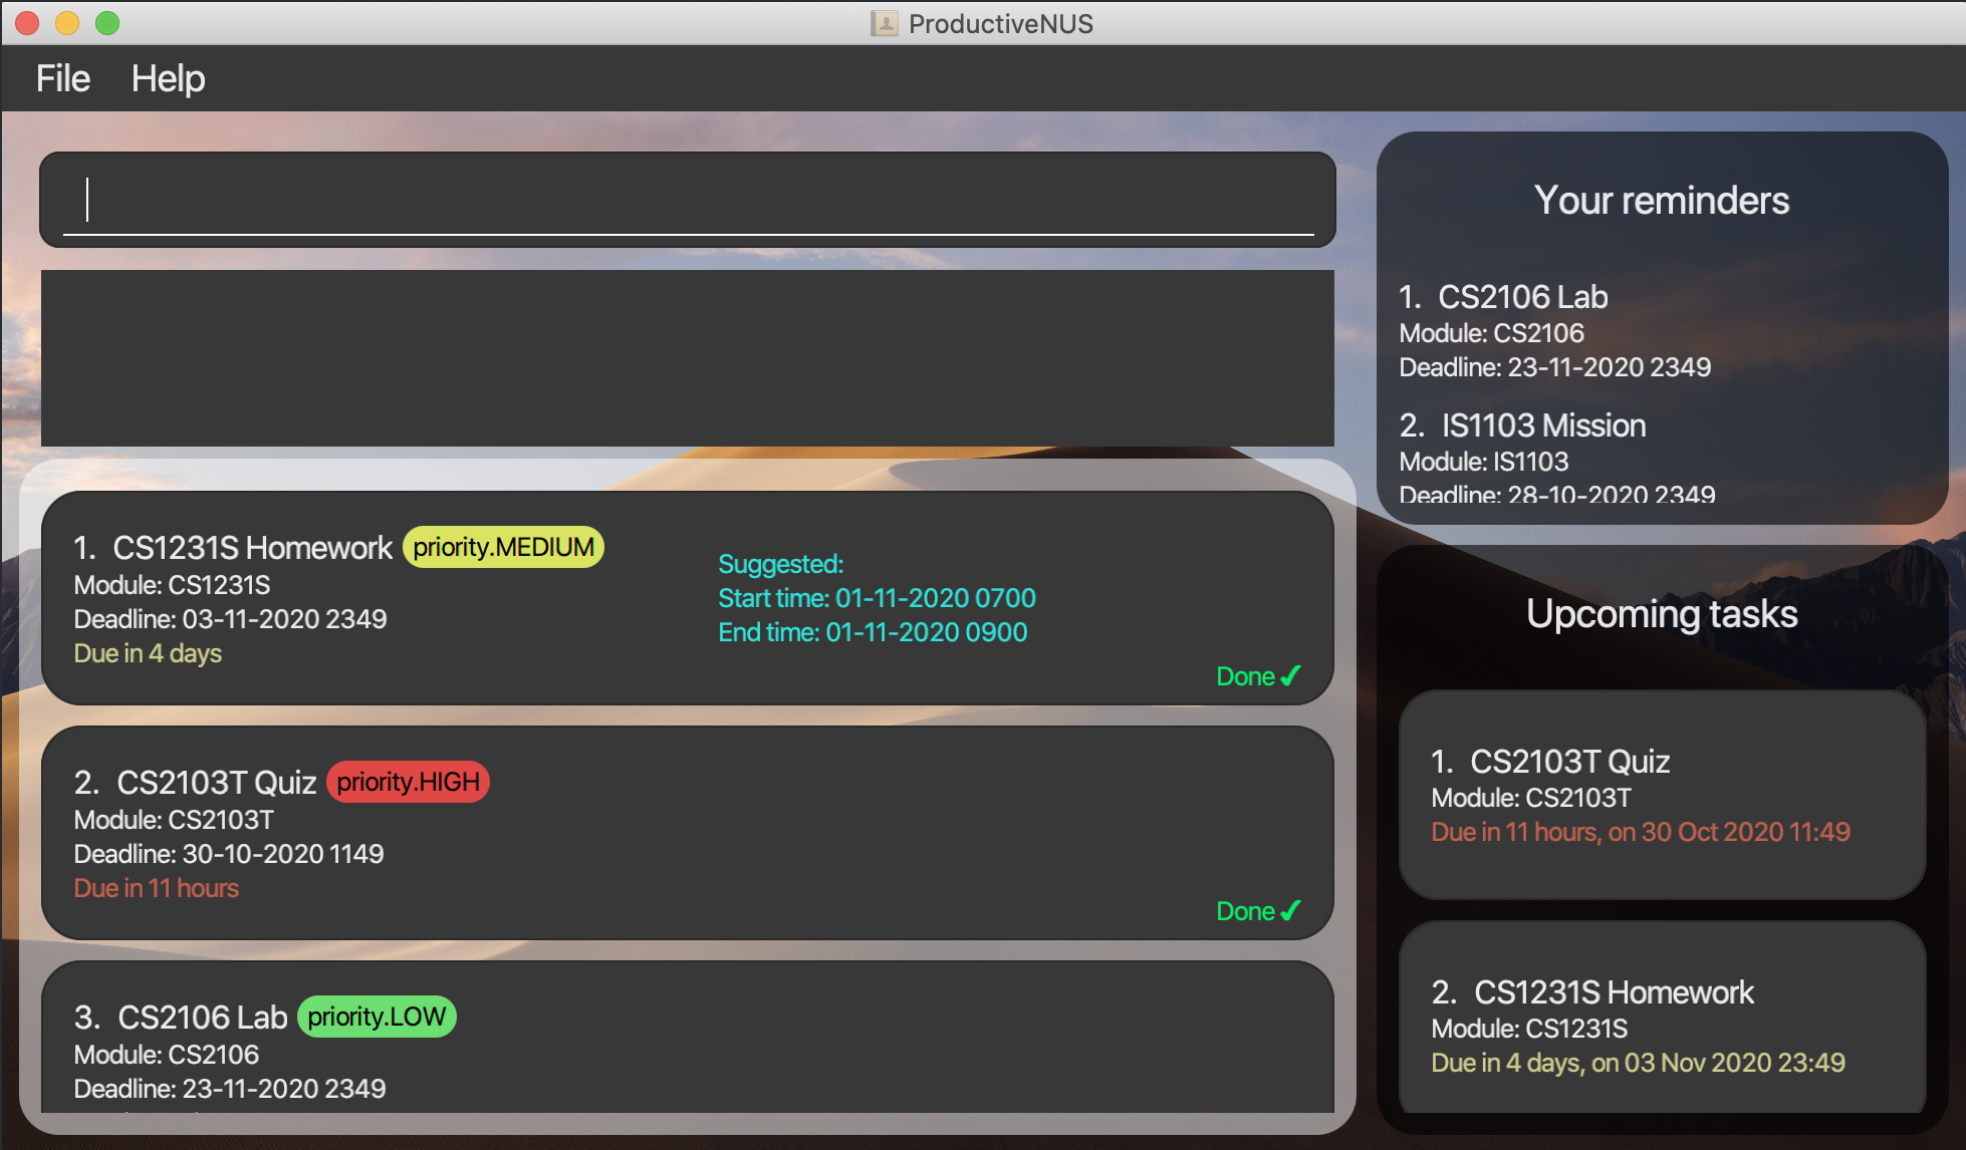 ProductiveNUS
File Help
1. CS1231S Homework priority.MEDIUM
Module: CS1231S
Deadline: 03-11-2020 2349
Due in 4 days
Suggested:
Start time: 01-11-2020 0700
End time: 01-11-2020 0900
Done ✓
2. CS2103T Quiz priority.HIGH
Module: CS2103T
Deadline: 30-10-2020 1149
Due in 11 hours
Done ✓
3. CS2106 Lab priority.LOW
Module: CS2106
Deadline: 23-11-2020 2349
Your reminders
1. CS2106 Lab
Module: CS2106
Deadline: 23-11-2020 2349
2. IS1103 Mission
Module: IS1103
Deadline: 28-10-2020 2349
Upcoming tasks
1. CS2103T Quiz
Module: CS2103T
Due in 11 hours, on 30 Oct 2020 11:49
2. CS1231S Homework
Module: CS1231S
Due in 4 days, on 03 Nov 2020 23:49